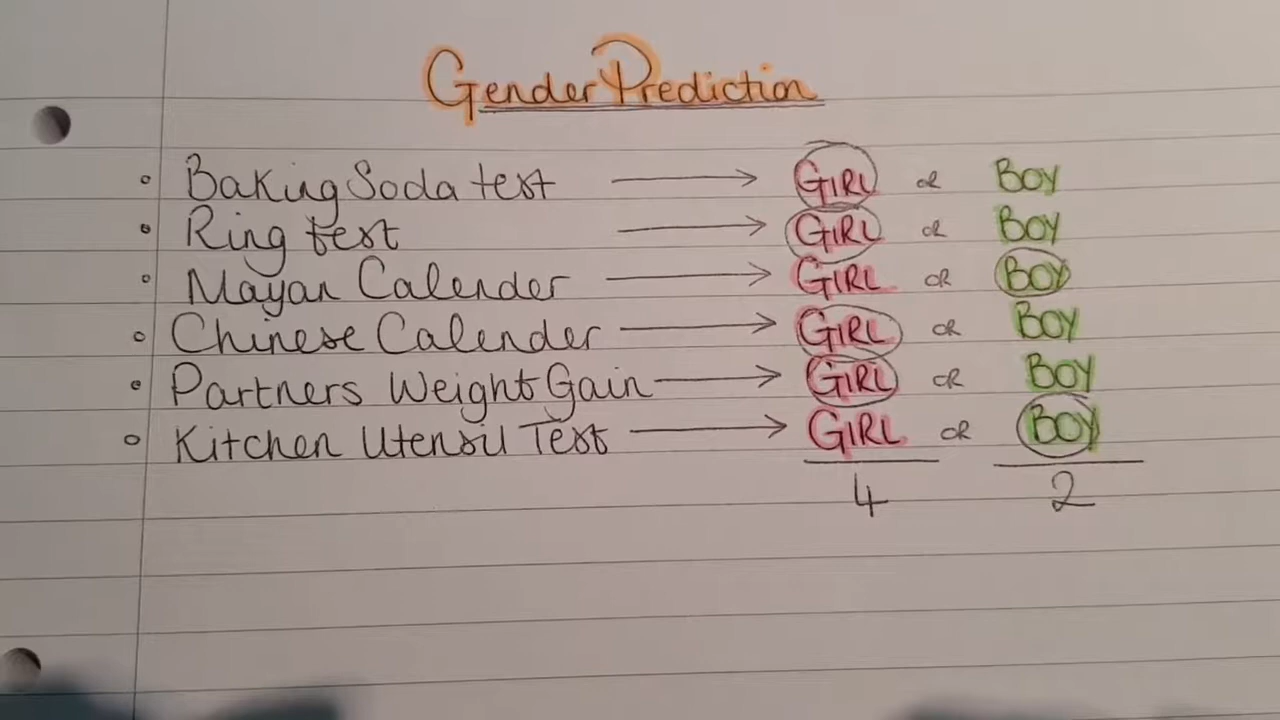 Gender Prediction
Baking Soda test → GIRL OR BOY
Ring test → GIRL OR BOY
Mayan Calender → GIRL OR BOY
Chinese Calender → GIRL OR BOY
Partners Weight Gain → GIRL OR BOY
Kitchen Utensil Test → GIRL OR BOY
4 2